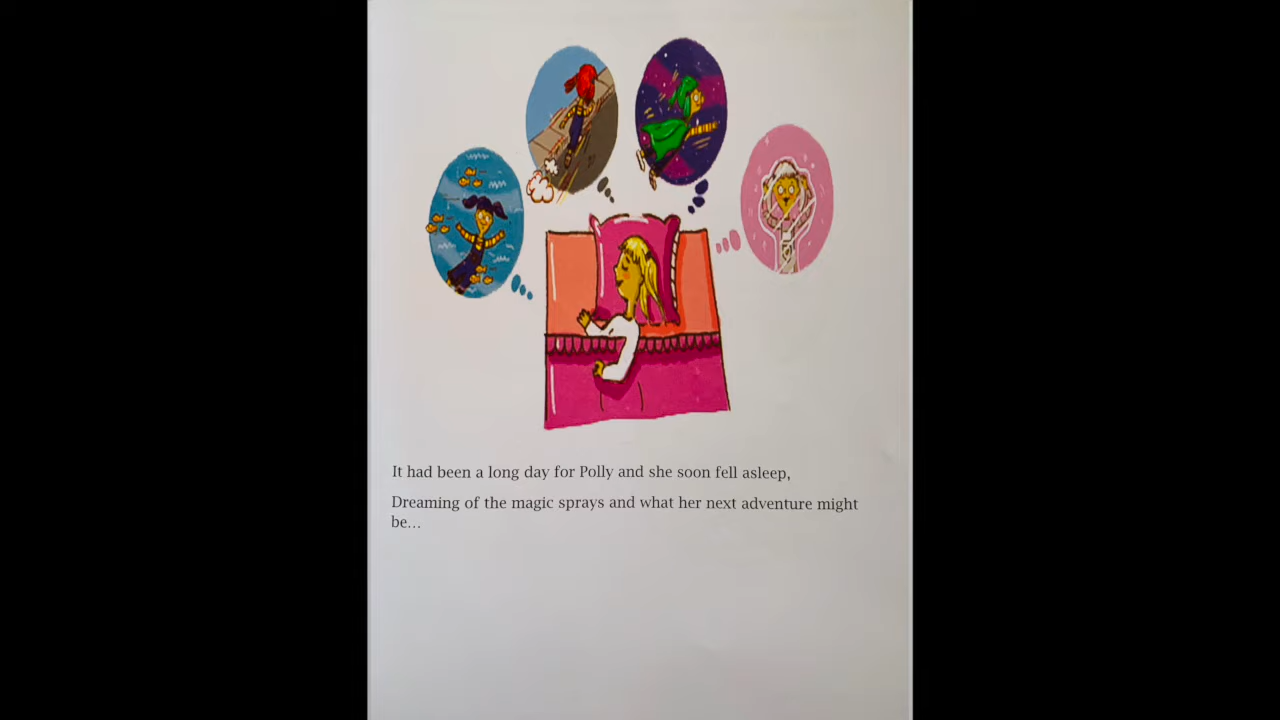 It had been a long day for Polly and she soon fell asleep,
Dreaming of the magic sprays and what her next adventure might
be...